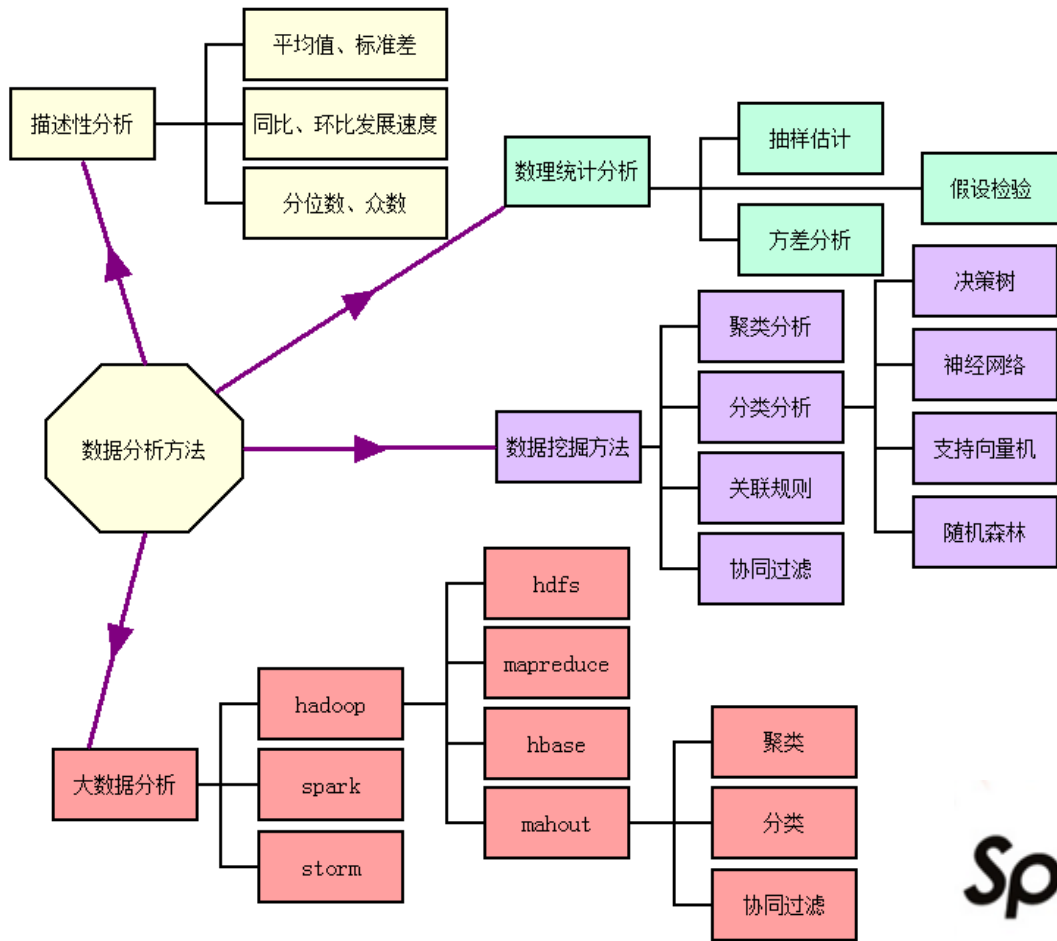 平均值、标准差
描述性分析
同比、环比发展速度
分位数、众数
数理统计分析
抽样估计
假设检验
方差分析
数据分析方法
数据挖掘方法
聚类分析
分类分析
关联规则
协同过滤
决策树
神经网络
支持向量机
随机森林
大数据分析
hadoop
spark
storm
hdfs
mapreduce
hbase
mahout
聚类
分类
协同过滤
Sp